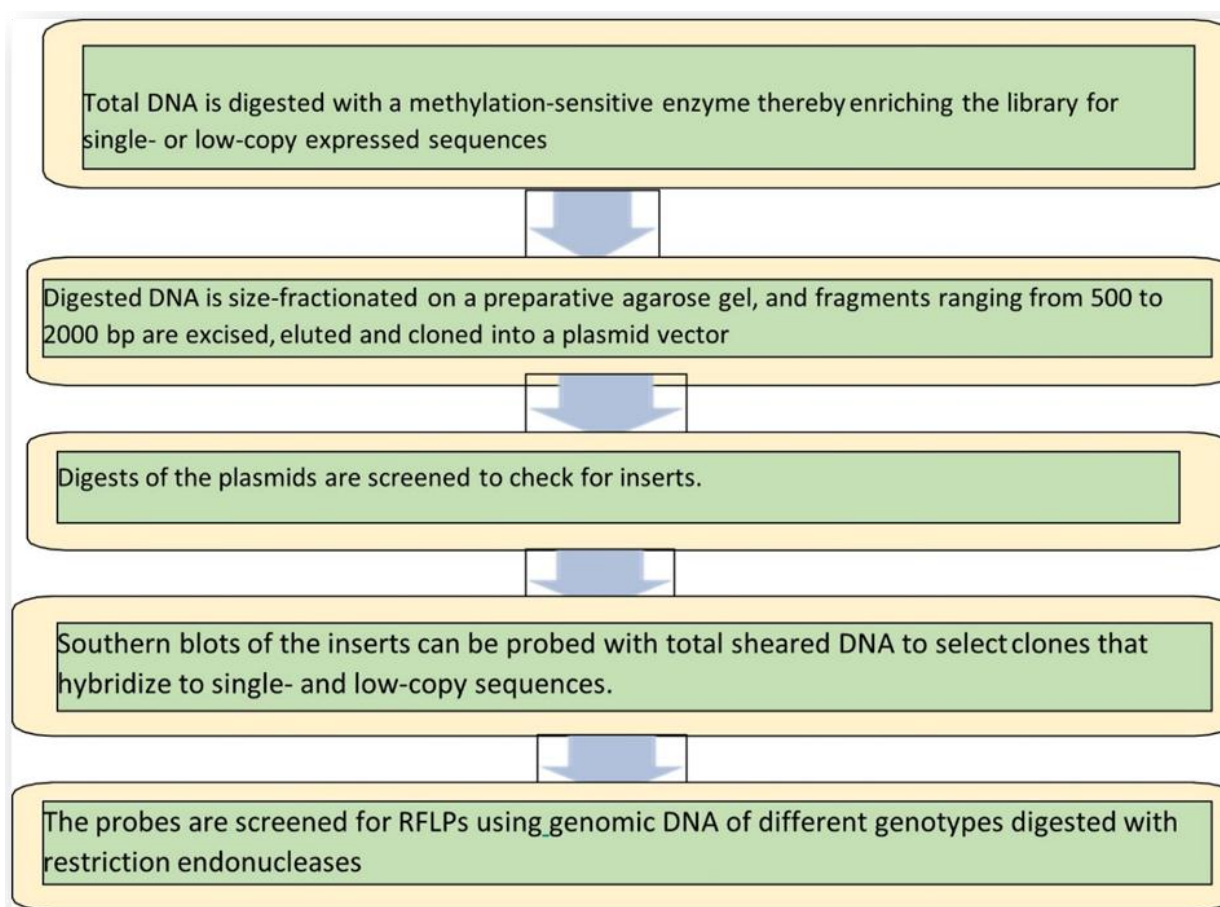 Total DNA is digested with a methylation-sensitive enzyme thereby enriching the library for
single- or low-copy expressed sequences
Digested DNA is size-fractionated on a preparative agarose gel, and fragments ranging from 500 to
2000 bp are excised, eluted and cloned into a plasmid vector
Digests of the plasmids are screened to check for inserts.
Southern blots of the inserts can be probed with total sheared DNA to select clones that
hybridize to single- and low-copy sequences.
The probes are screened for RFLPs using genomic DNA of different genotypes digested with
restriction endonucleases